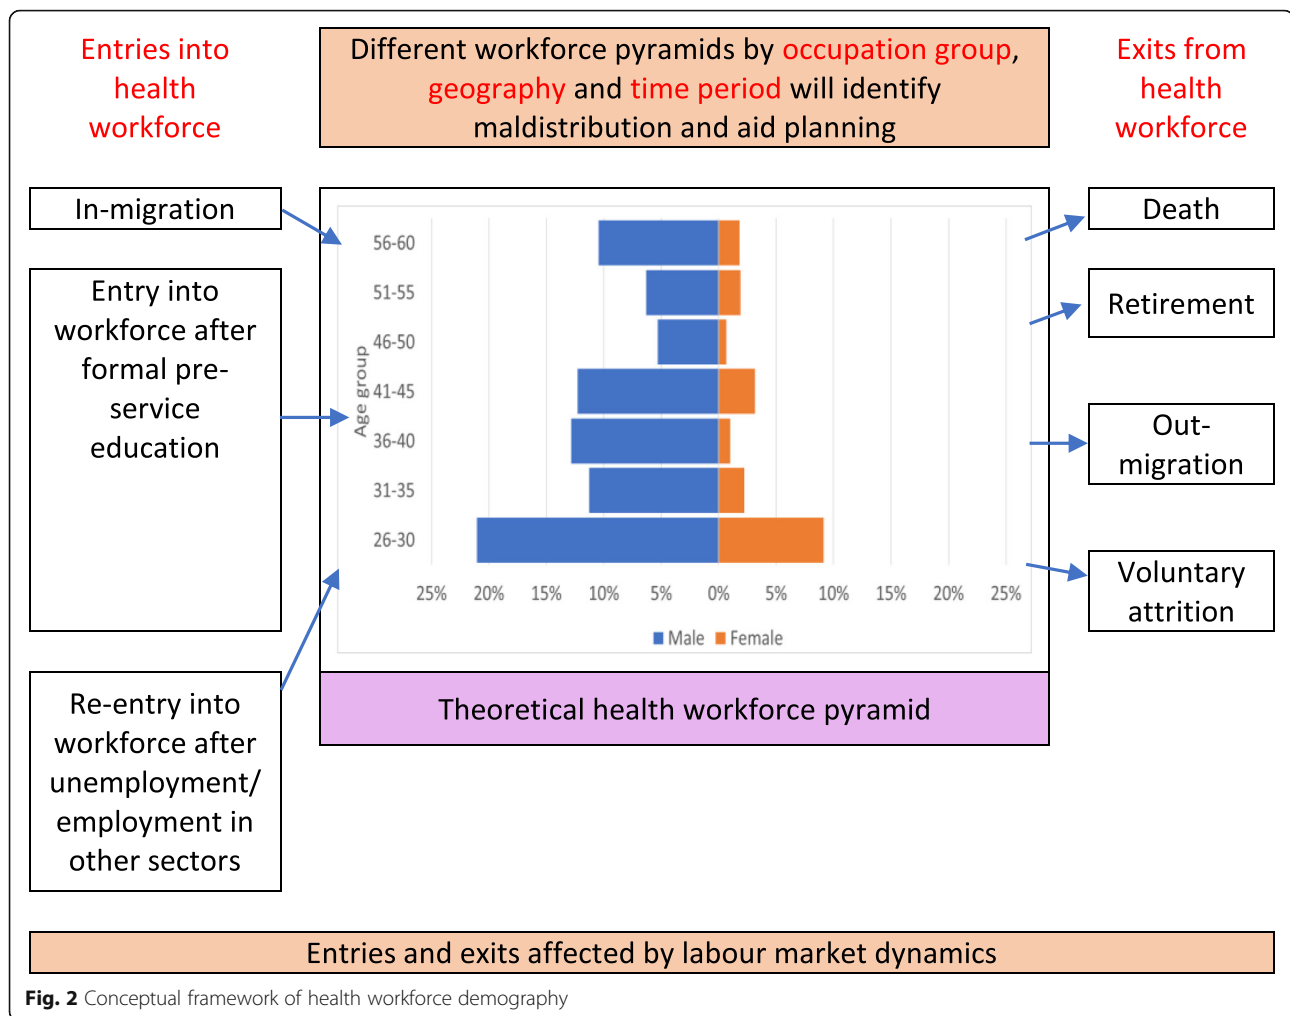 Entries into
health
workforce
Different workforce pyramids by occupation group,
geography and time period will identify
maldistribution and aid planning
Exits from
health
workforce
In-migration
Entry into
workforce after
formal pre-
service
education
Re-entry into
workforce after
unemployment/
employment in
other sectors
Age group
56-60
51-55
46-50
41-45
36-40
31-35
26-30
25% 20% 15% 10% 5% 0% 5% 10% 15% 20% 25%
Male Female
Theoretical health workforce pyramid
Death
Retirement
Out-
migration
Voluntary
attrition
Entries and exits affected by labour market dynamics
Fig. 2 Conceptual framework of health workforce demography